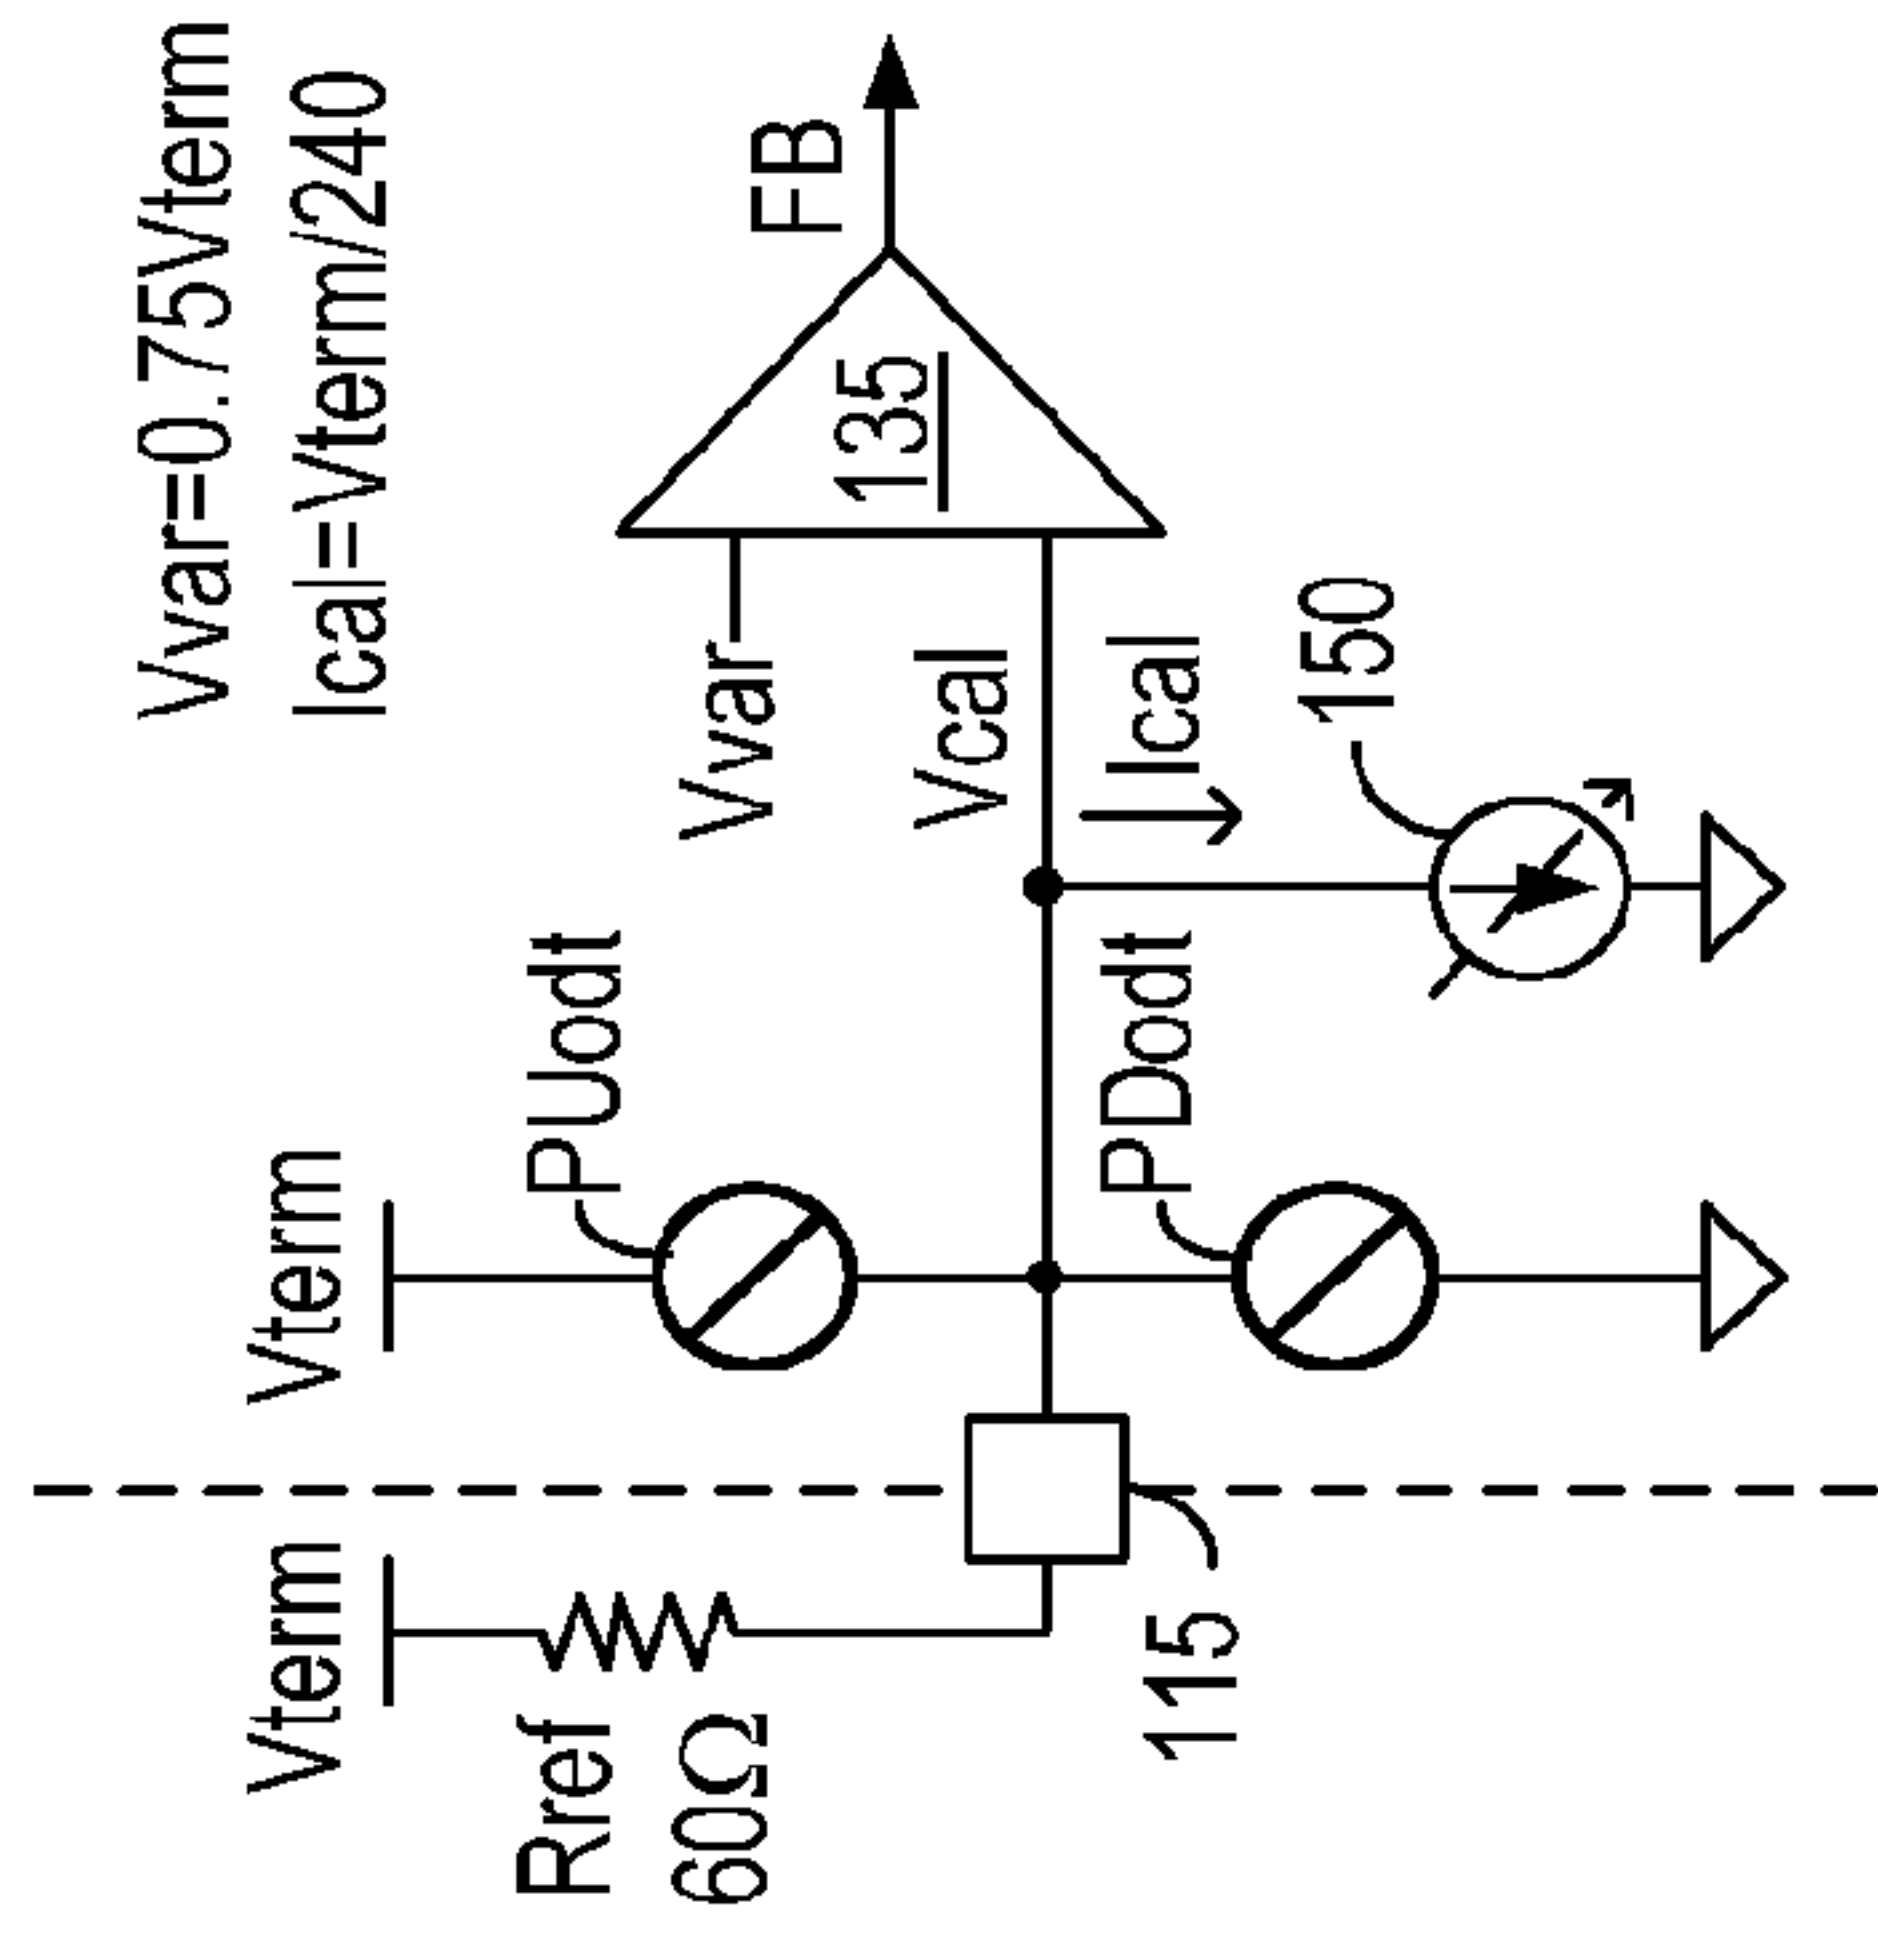 Vvar=0.75Vterm
Ical=Vterm/240
Vterm
Vterm
Rref
60Ω
PUodt
Vvar
FB
135
Vcal
115
PDodt
Ical
150